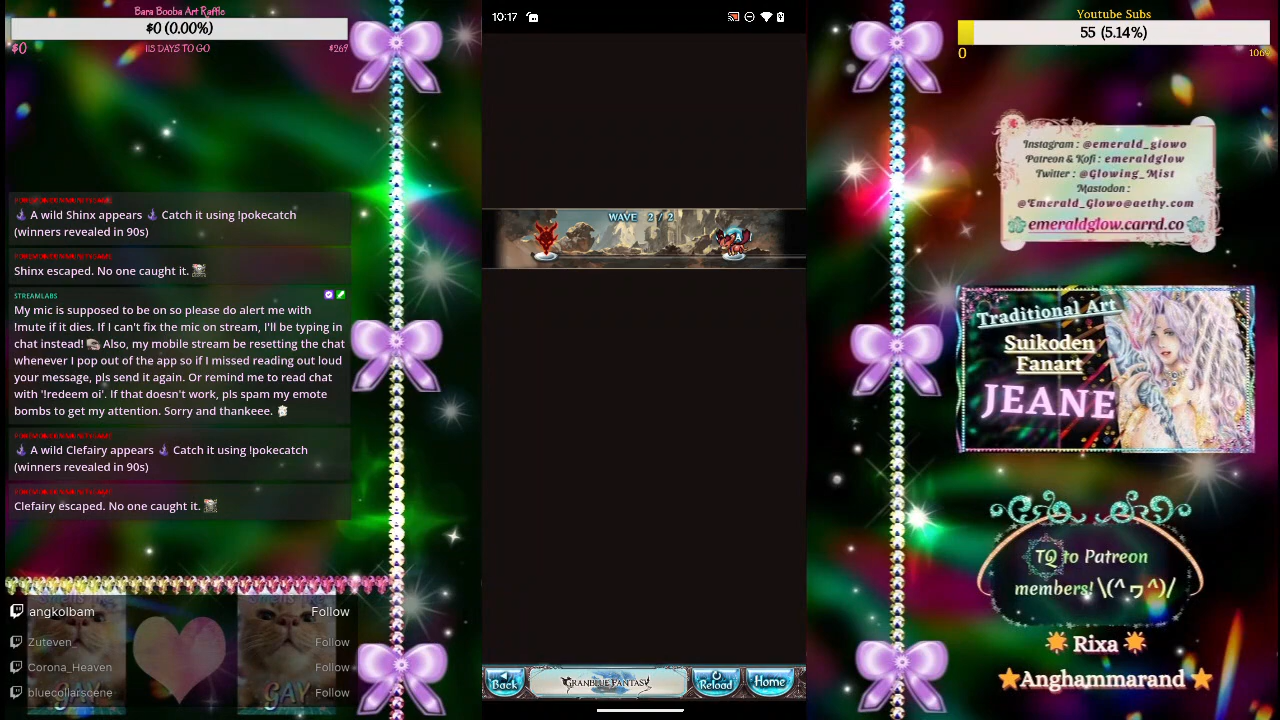 Bara Booba Art Raffle
$0 (0.00%)
$0
115 DAYS TO GO
$269
POKEMONCOMMUNITYGAME
A wild Shinx appears Catch it using !pokecatch
(winners revealed in 90s)
POKEMONCOMMUNITYGAME
Shinx escaped. No one caught it.
STREAMLABS
My mic is supposed to be on so please do alert me with
!mute if it dies. If I can't fix the mic on stream, I'll be typing in
chat instead! Also, my mobile stream be resetting the chat
whenever I pop out of the app so if I missed reading out loud
your message, pls send it again. Or remind me to read chat
with '!redeem oi'. If that doesn't work, pls spam my emote
bombs to get my attention. Sorry and thankeee.
POKEMONCOMMUNITYGAME
A wild Clefairy appears Catch it using !pokecatch
(winners revealed in 90s)
POKEMONCOMMUNITYGAME
Clefairy escaped. No one caught it.
angkolbam Follow
Zuteven_ Follow
Corona_Heaven Follow
bluecollarscene Follow
GAY
GAY
10:17
WAVE 2 / 2
Back
GRANBLUE FANTASY
Reload
Home
Youtube Subs
55 (5.14%)
0
1069
Instagram : @emerald_glowo
Patreon & Kofi : emeraldglow
Twitter : @Glowing_Mist
Mastodon :
@Emerald_Glowo@aethy.com
emeraldglow.carrd.co
Traditional Art
Suikoden
Fanart
JEANE
TQ to Patreon
members! \(^ヮ^)/
Rixa
Anghammarand